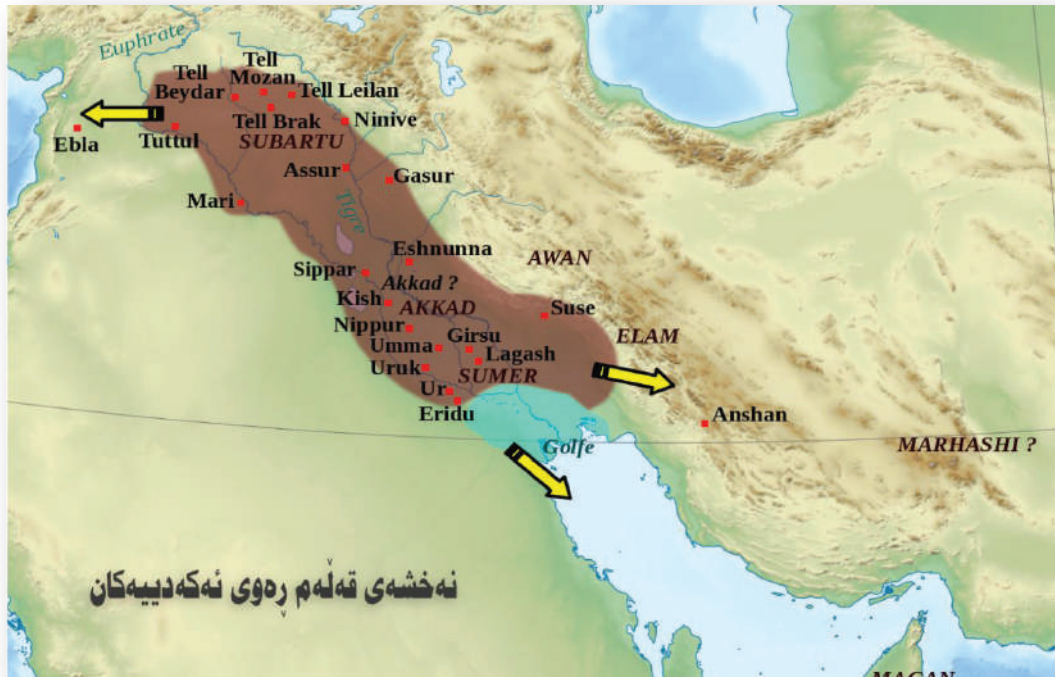 Euphrate
Tell
Mozan
Tell
Beydar
Tell Leilan
Tell Brak
Ninive
Ebla
Tuttul
SUBARTU
Assur
Gasur
Mari
Tigre
Eshnunna
AWAN
Sippar
Akkad ?
Kish
AKKAD
Suse
Nippur
Girsu
ELAM
Umma
Lagash
Uruk
SUMER
Ur
Eridu
Anshan
Golfe
MARHASHI ?
نەخشەی قەڵەم ڕەوی ئەکەدییەکان
MAGAN